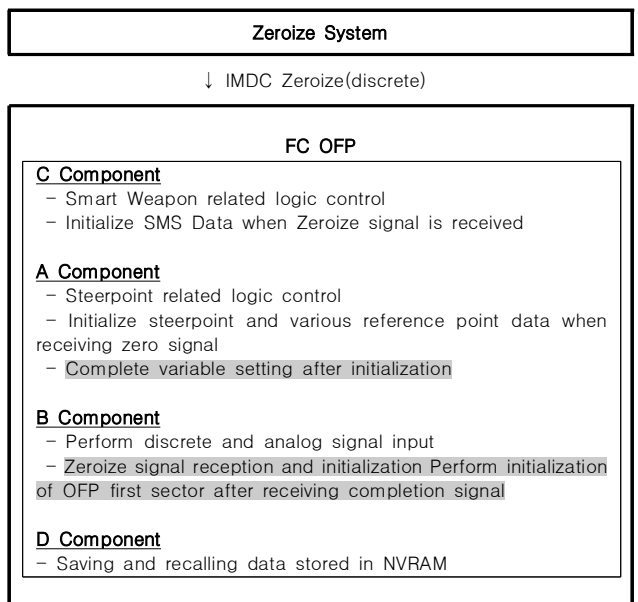 Zeroize System
↓ IMDC Zeroize(discrete)
FC OFP
C Component
- Smart Weapon related logic control
- Initialize SMS Data when Zeroize signal is received
A Component
- Steerpoint related logic control
- Initialize steerpoint and various reference point data when
receiving zero signal
- Complete variable setting after initialization
B Component
- Perform discrete and analog signal input
- Zeroize signal reception and initialization Perform initialization
of OFP first sector after receiving completion signal
D Component
- Saving and recalling data stored in NVRAM